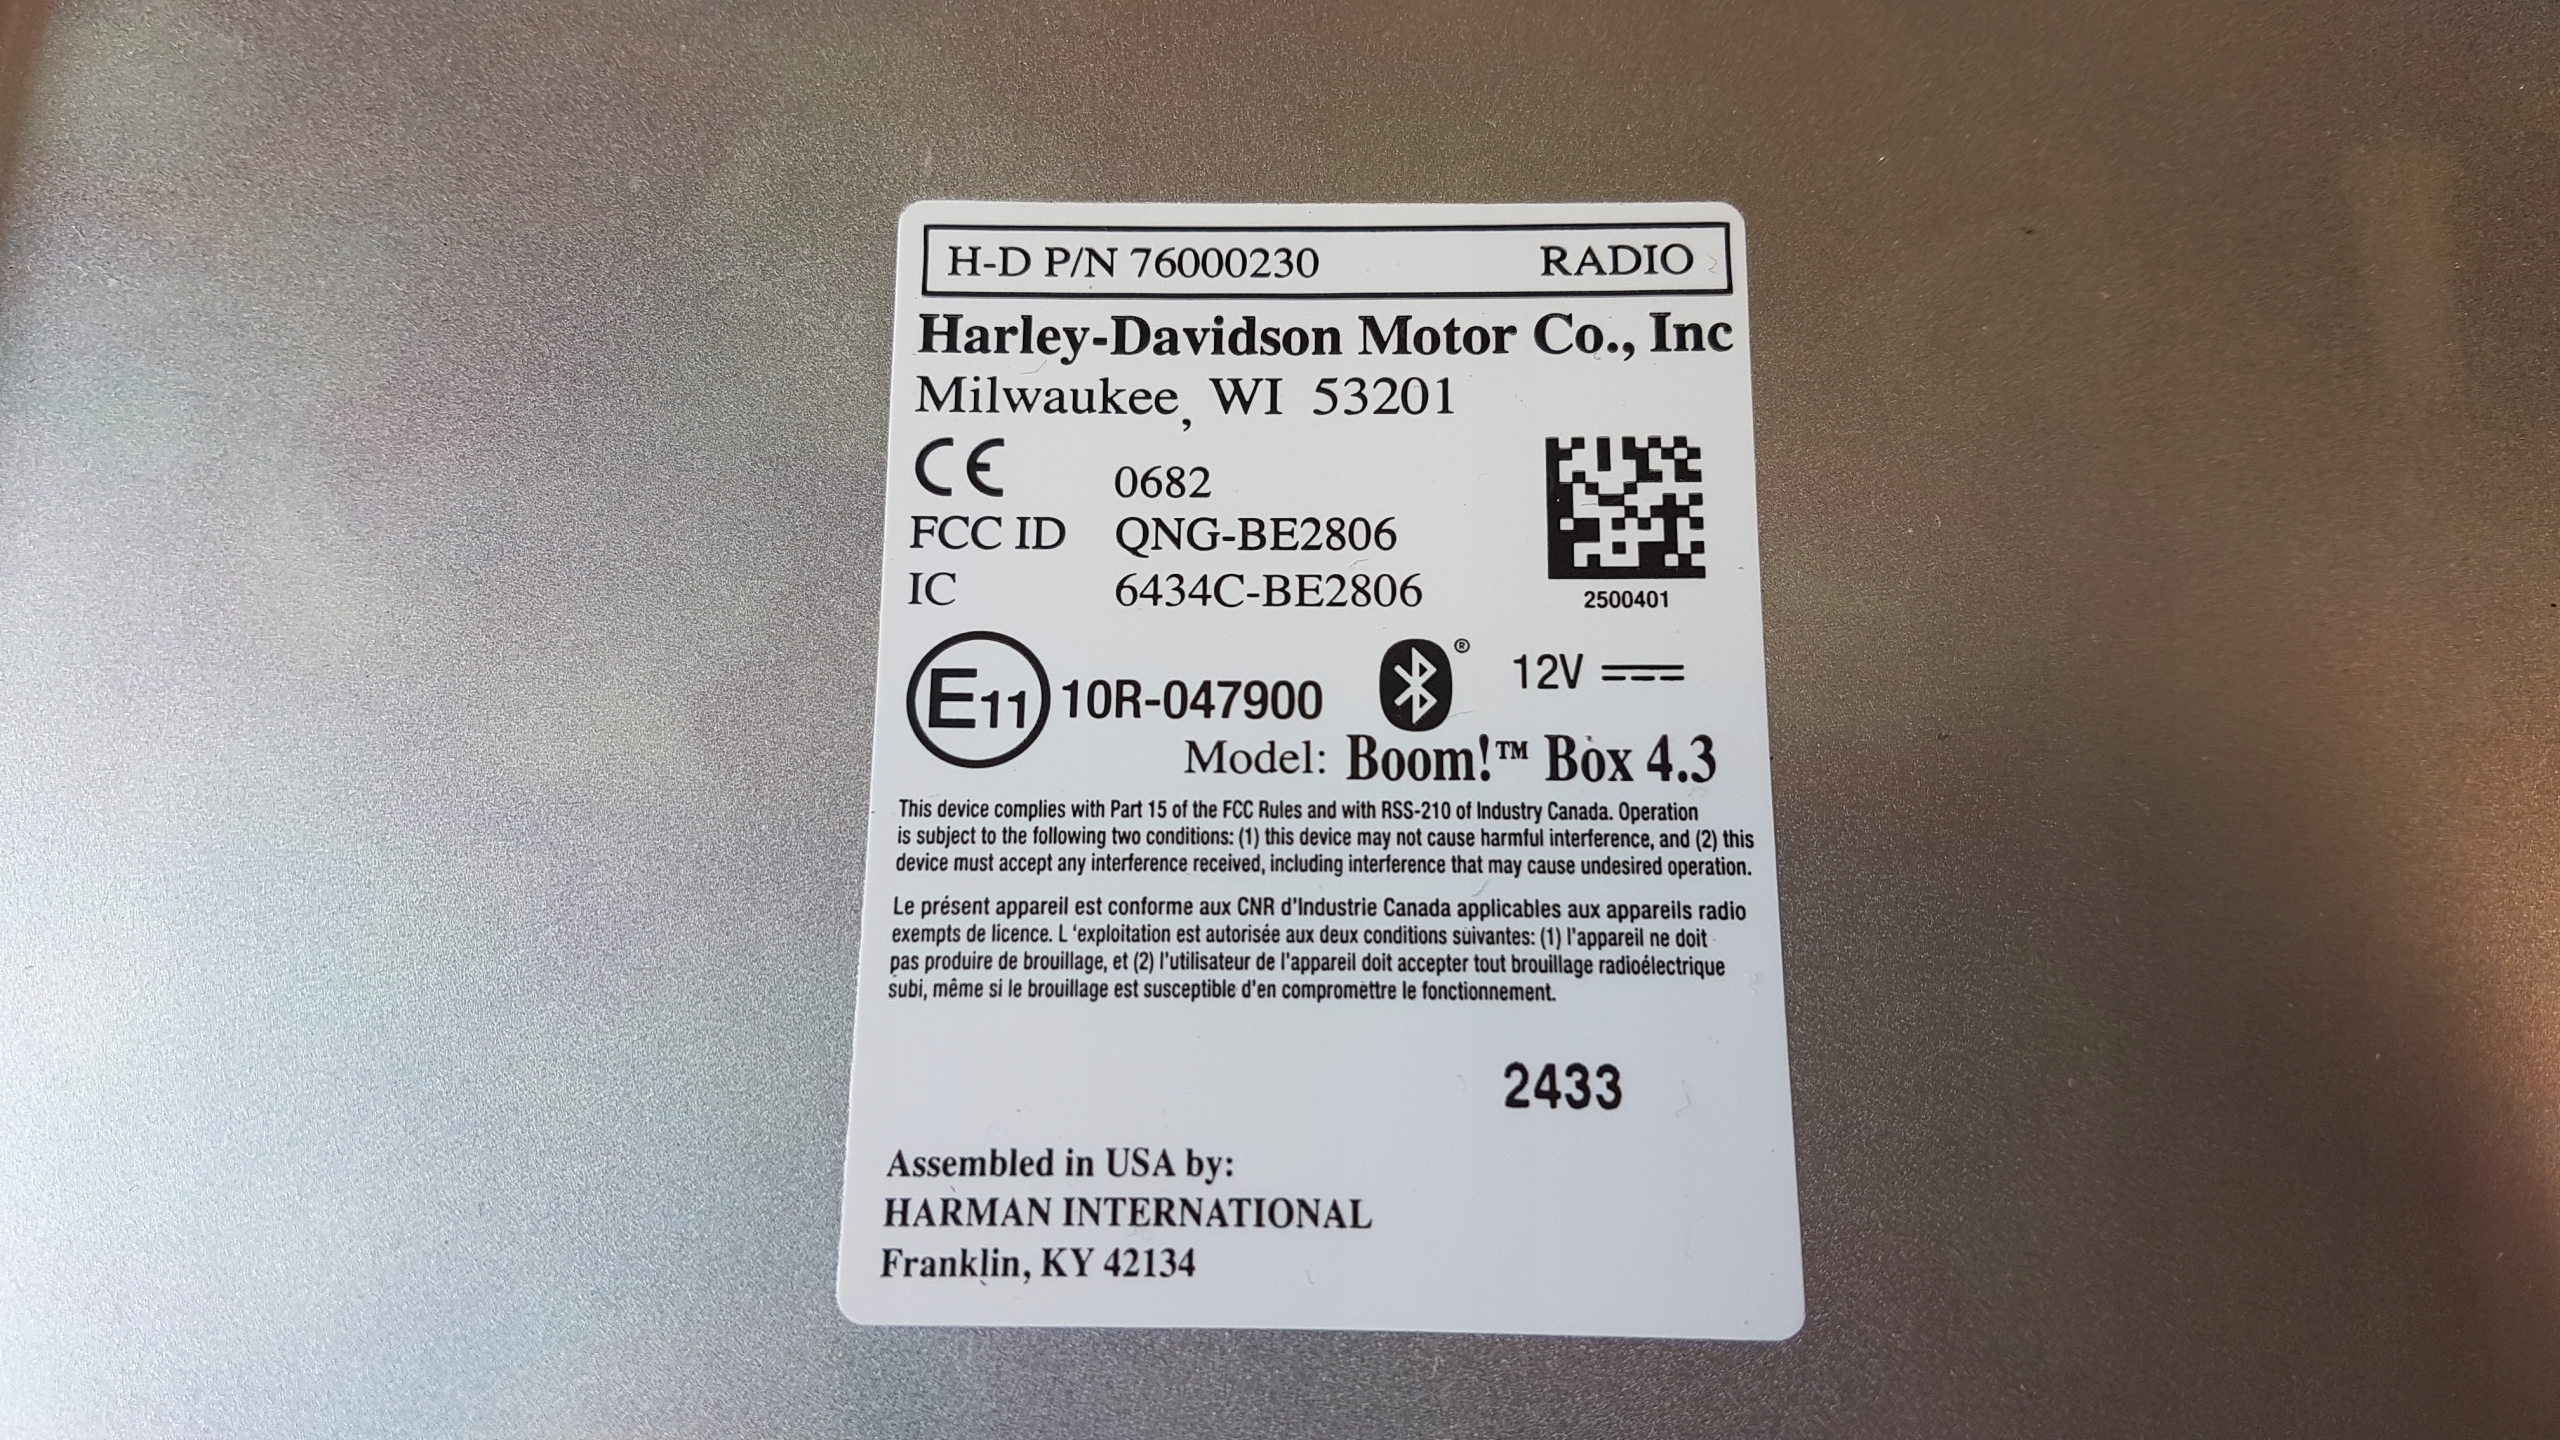 H-D P/N 76000230 RADIO
Harley-Davidson Motor Co., Inc
Milwaukee, WI 53201
CE 0682
FCC ID QNG-BE2806
IC 6434C-BE2806
2500401
E11 10R-047900 ® 12V
Model: Boom!™ Box 4.3
This device complies with Part 15 of the FCC Rules and with RSS-210 of Industry Canada. Operation
is subject to the following two conditions: (1) this device may not cause harmful interference, and (2) this
device must accept any interference received, including interference that may cause undesired operation.
Le présent appareil est conforme aux CNR d'Industrie Canada applicables aux appareils radio
exempts de licence. L 'exploitation est autorisée aux deux conditions suivantes: (1) l'appareil ne doit
pas produire de brouillage, et (2) l'utilisateur de l'appareil doit accepter tout brouillage radioélectrique
subi, même si le brouillage est susceptible d'en compromettre le fonctionnement.
2433
Assembled in USA by:
HARMAN INTERNATIONAL
Franklin, KY 42134